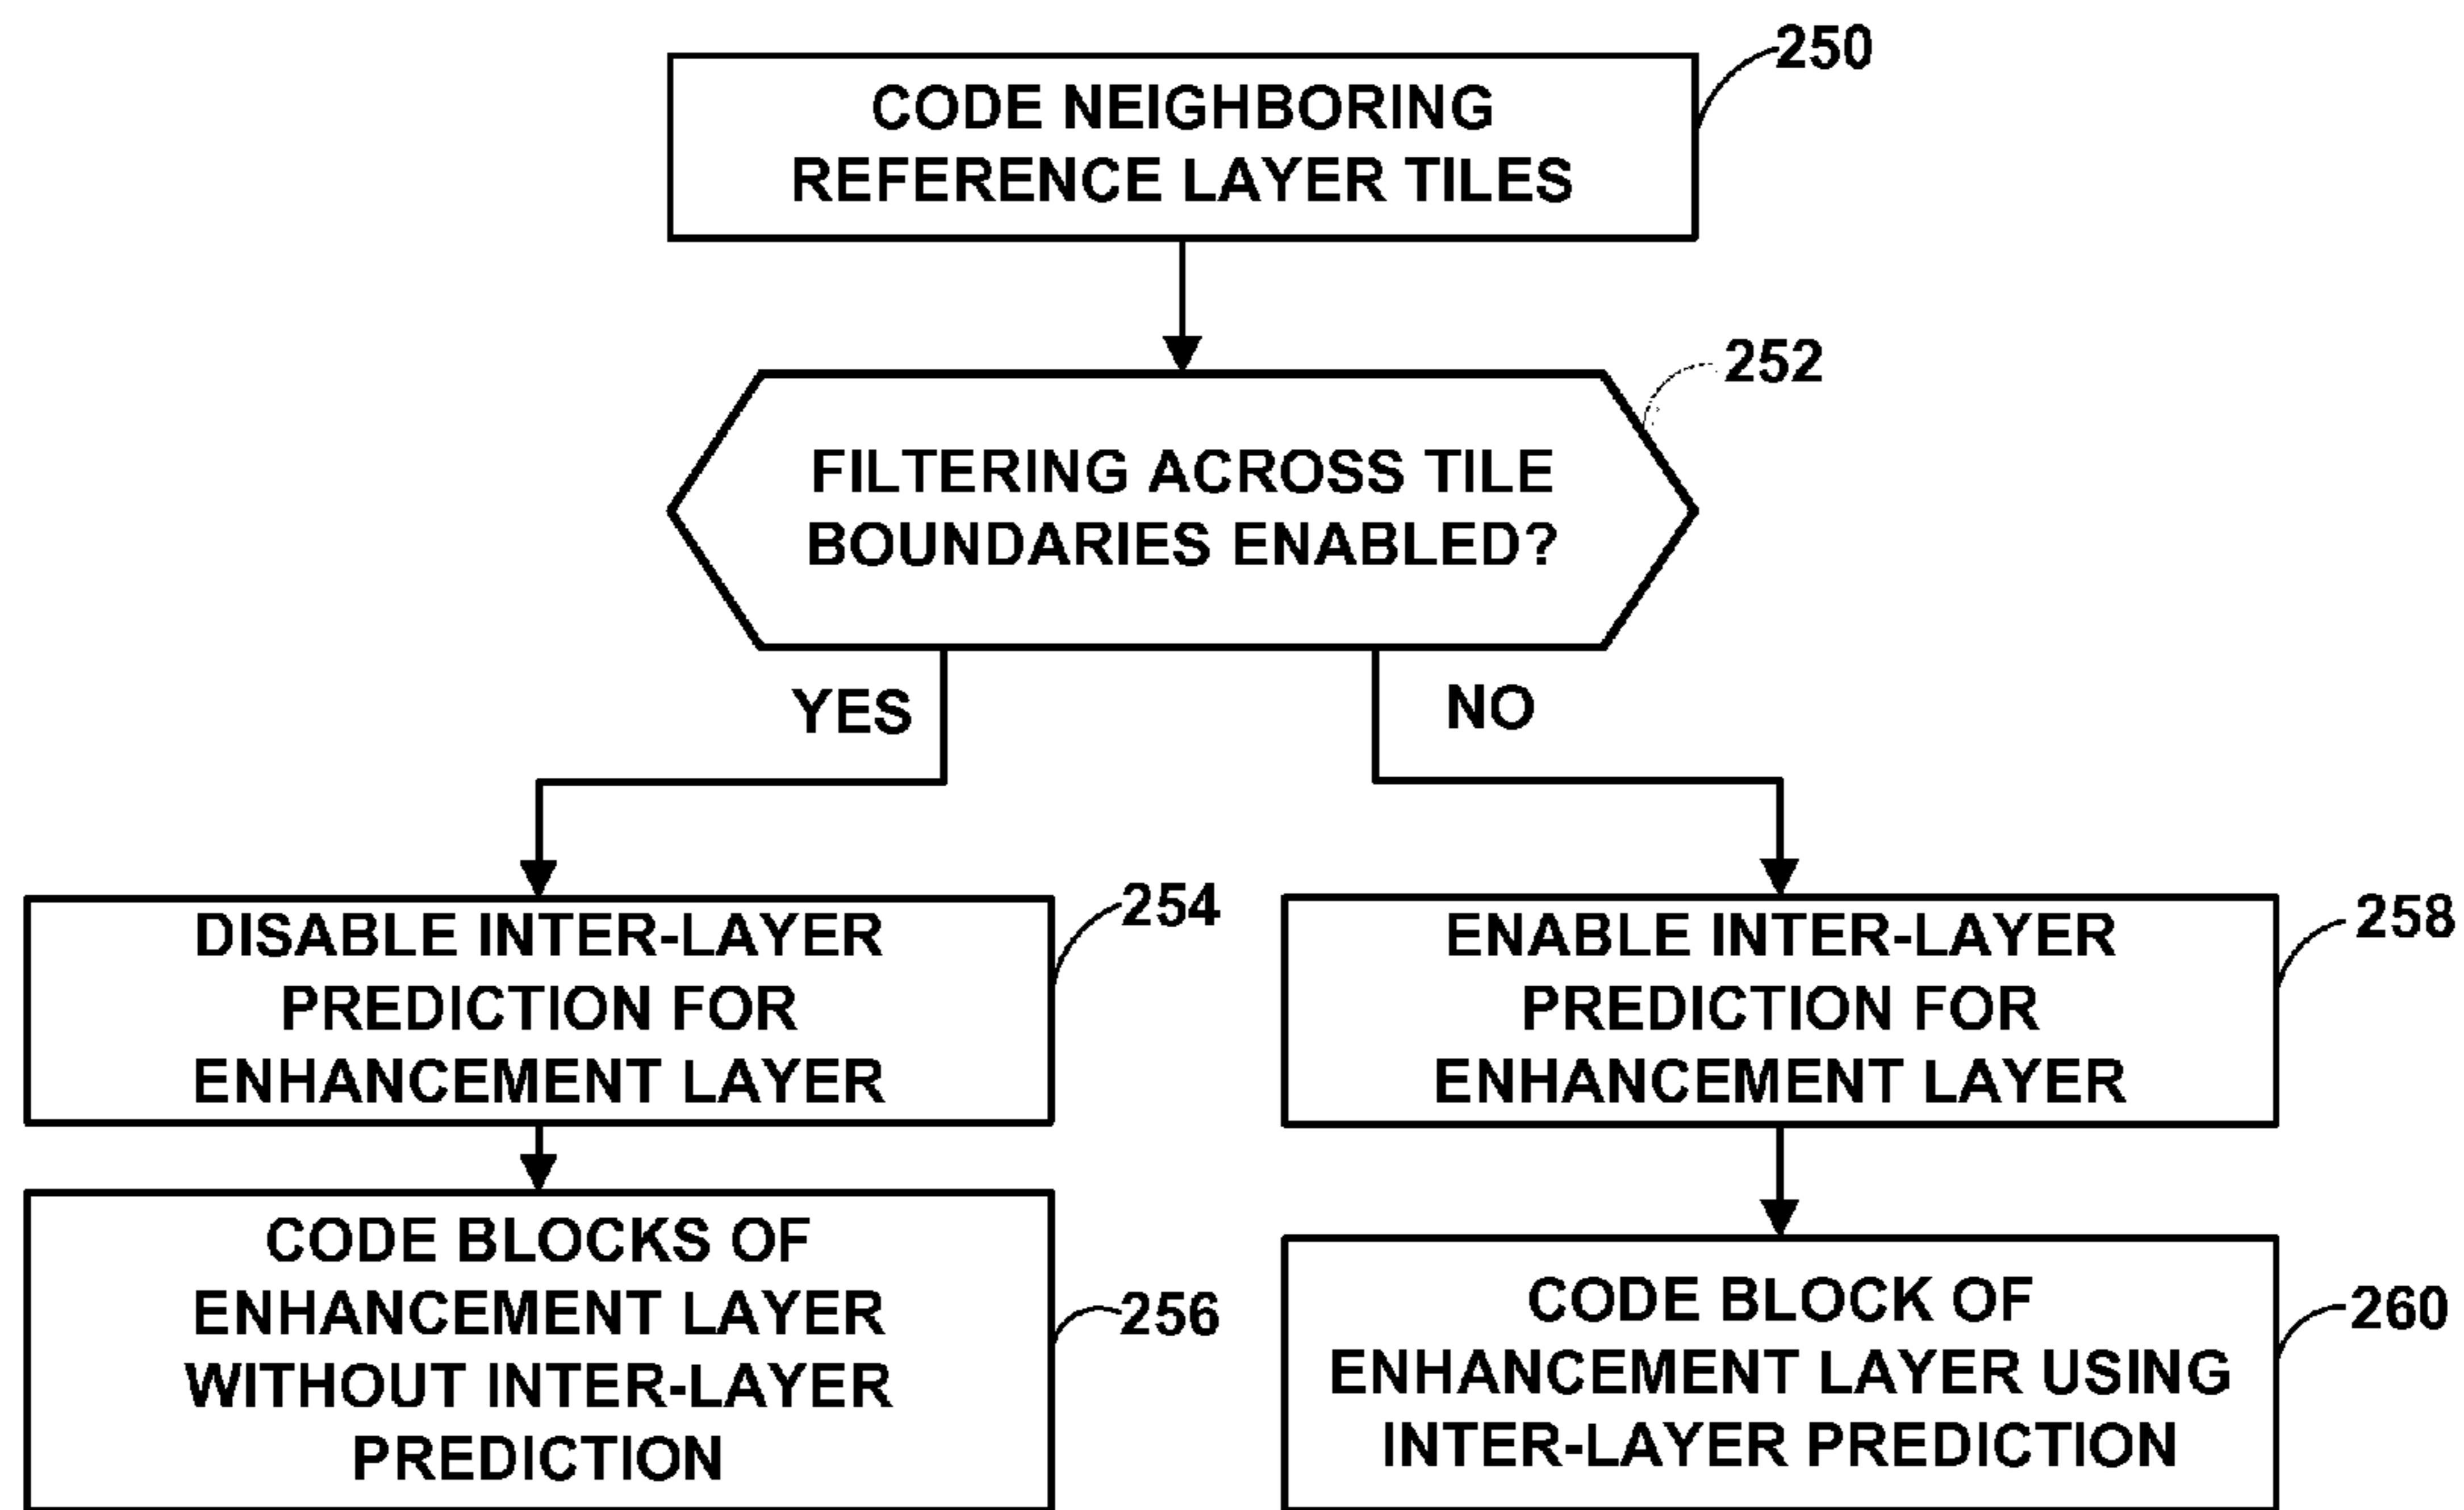 250
CODE NEIGHBORING
REFERENCE LAYER TILES
252
FILTERING ACROSS TILE
BOUNDARIES ENABLED?
YES
NO
254
DISABLE INTER-LAYER
PREDICTION FOR
ENHANCEMENT LAYER
258
ENABLE INTER-LAYER
PREDICTION FOR
ENHANCEMENT LAYER
256
CODE BLOCKS OF
ENHANCEMENT LAYER
WITHOUT INTER-LAYER
PREDICTION
260
CODE BLOCK OF
ENHANCEMENT LAYER USING
INTER-LAYER PREDICTION